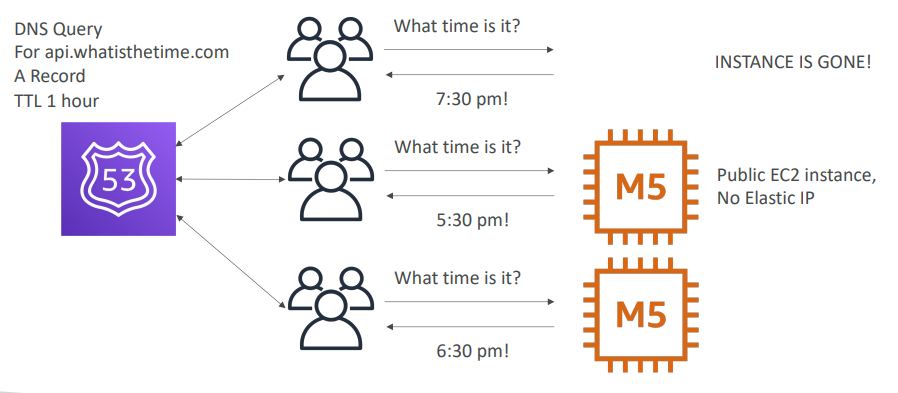 DNS Query
For api.whatisthetime.com
A Record
TTL 1 hour
53
What time is it?
7:30 pm!
INSTANCE IS GONE!
What time is it?
5:30 pm!
M5
Public EC2 instance,
No Elastic IP
What time is it?
6:30 pm!
M5